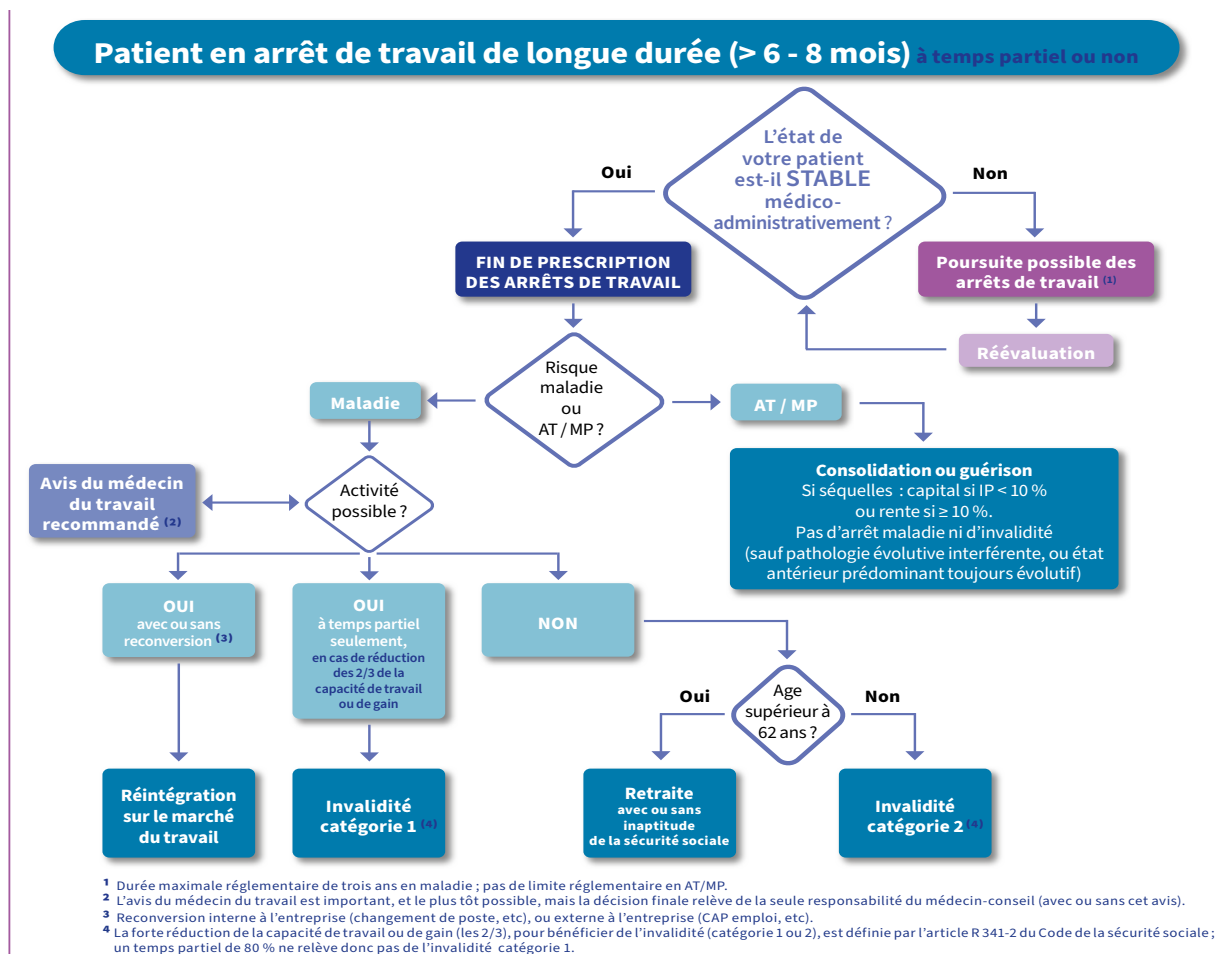 Patient en arrêt de travail de longue durée (> 6 - 8 mois) à temps partiel ou non
L'état de
votre patient
est-il STABLE
médico-
administrativement ?
Oui
Non
FIN DE PRESCRIPTION
DES ARRÊTS DE TRAVAIL
Poursuite possible des
arrêts de travail (1)
Réévaluation
Risque
maladie
ou
AT / MP ?
Maladie
AT / MP
Consolidation ou guérison
Si séquelles : capital si IP < 10 %
ou rente si ≥ 10 %.
Pas d'arrêt maladie ni d'invalidité
(sauf pathologie évolutive interférente, ou état
antérieur prédominant toujours évolutif)
Avis du médecin
du travail
recommandé (2)
Activité
possible ?
OUI
avec ou sans
reconversion (3)
OUI
à temps partiel
seulement,
en cas de réduction
des 2/3 de la
capacité de travail
ou de gain
NON
Oui
Age
supérieur à
62 ans ?
Non
Réintégration
sur le marché
du travail
Invalidité
catégorie 1 (4)
Retraite
avec ou sans
inaptitude
de la sécurité sociale
Invalidité
catégorie 2 (4)
1 Durée maximale réglementaire de trois ans en maladie ; pas de limite réglementaire en AT/MP.
2 L'avis du médecin du travail est important, et le plus tôt possible, mais la décision finale relève de la seule responsabilité du médecin-conseil (avec ou sans cet avis).
3 Reconversion interne à l'entreprise (changement de poste, etc), ou externe à l'entreprise (CAP emploi, etc).
4 La forte réduction de la capacité de travail ou de gain (les 2/3), pour bénéficier de l'invalidité (catégorie 1 ou 2), est définie par l'article R 341-2 du Code de la sécurité sociale ;
un temps partiel de 80 % ne relève donc pas de l'invalidité catégorie 1.